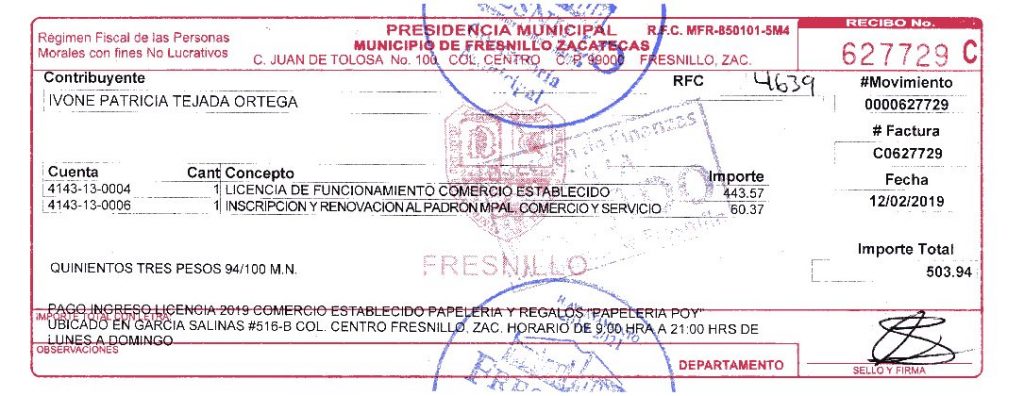 Régimen Fiscal de las Personas
Morales con fines No Lucrativos
PRESIDENCIA MUNICIPAL
MUNICIPIO DE FRESNILLO ZACATECAS
C. JUAN DE TOLOSA No. 100, COL. CENTRO C.P. 99000 FRESNILLO, ZAC.
R.F.C. MFR-850101-5M4
RECIBO No.
627729 C
Contribuyente
IVONE PATRICIA TEJADA ORTEGA
RFC 4639
#Movimiento
0000627729
# Factura
C0627729
Fecha
12/02/2019
Cuenta Cant Concepto Importe
4143-13-0004 1 LICENCIA DE FUNCIONAMIENTO COMERCIO ESTABLECIDO 443.57
4143-13-0006 1 INSCRIPCION Y RENOVACION AL PADRON MPAL COMERCIO Y SERVICIO 60.37
Importe Total
503.94
QUINIENTOS TRES PESOS 94/100 M.N.
FRESNILLO
PAGO INGRESO LICENCIA 2019 COMERCIO ESTABLECIDO PAPELERIA Y REGALOS "PAPELERIA POY"
IMPORTE TOTAL CON LETRA
UBICADO EN GARCIA SALINAS #516-B COL. CENTRO FRESNILLO, ZAC. HORARIO DE 9:00 HRA A 21:00 HRS DE
LUNES A DOMINGO
OBSERVACIONES
DEPARTAMENTO
SELLO Y FIRMA